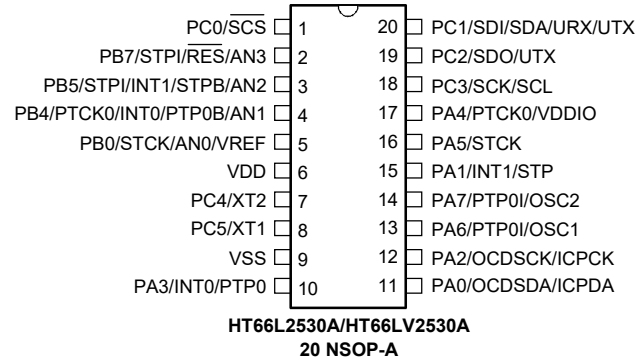 PC0/SCS 1 20 PC1/SDI/SDA/URX/UTX
PB7/STPI/RES/AN3 2 19 PC2/SDO/UTX
PB5/STPI/INT1/STPB/AN2 3 18 PC3/SCK/SCL
PB4/PTCK0/INT0/PTP0B/AN1 4 17 PA4/PTCK0/VDDIO
PB0/STCK/AN0/VREF 5 16 PA5/STCK
VDD 6 15 PA1/INT1/STP
PC4/XT2 7 14 PA7/PTP0I/OSC2
PC5/XT1 8 13 PA6/PTP0I/OSC1
VSS 9 12 PA2/OCDSCK/ICPCK
PA3/INT0/PTP0 10 11 PA0/OCDSDA/ICPDA
HT66L2530A/HT66LV2530A
20 NSOP-A